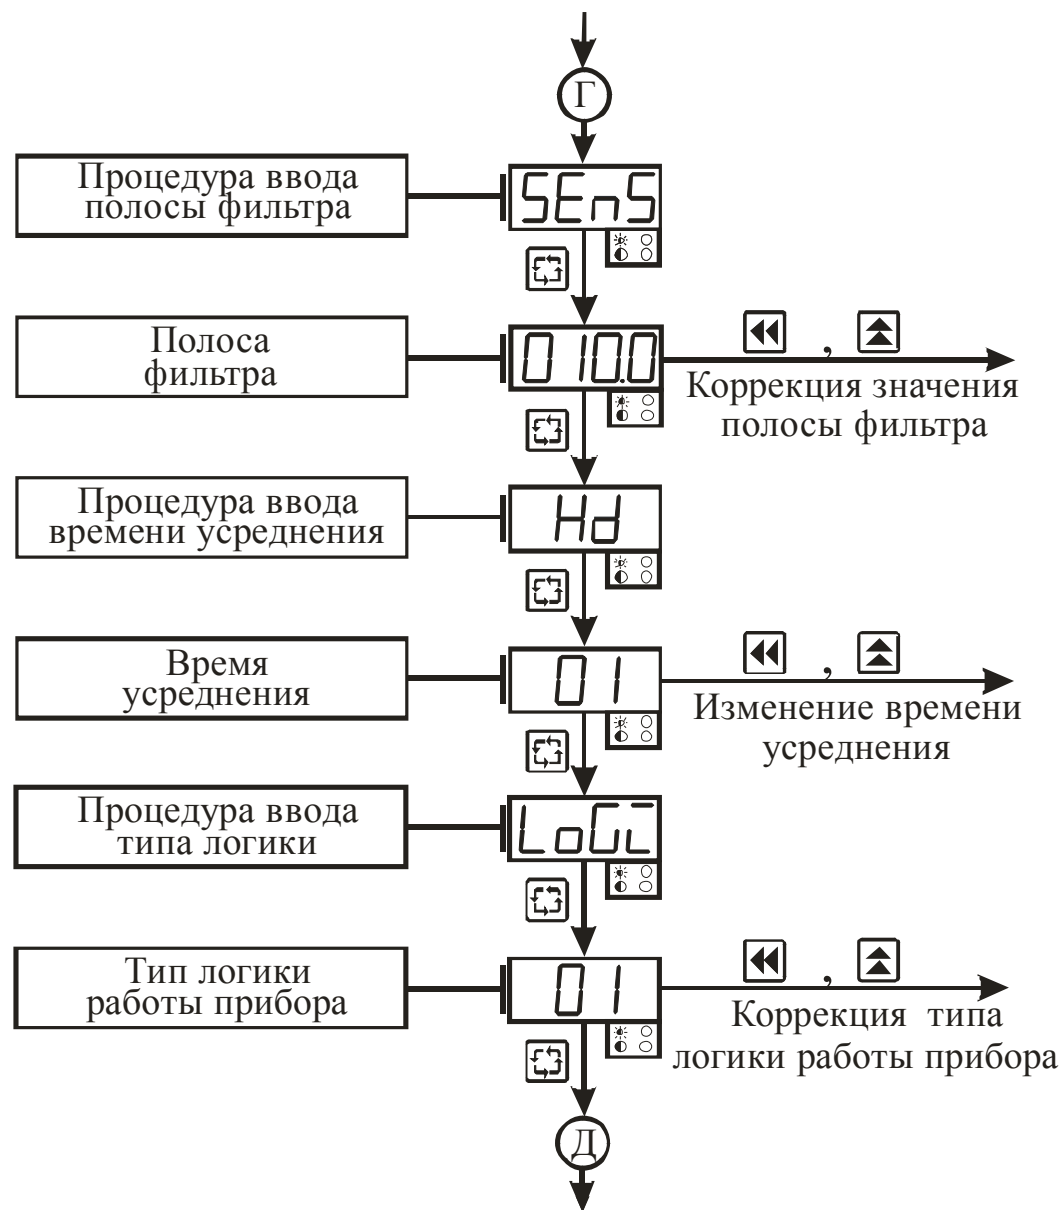 Г
Процедура ввода
полосы фильтра
SEnS
Полоса
фильтра
010.0
,
Коррекция значения
полосы фильтра
Процедура ввода
времени усреднения
Hd
Время
усреднения
01
,
Изменение времени
усреднения
Процедура ввода
типа логики
LoGi
Тип логики
работы прибора
01
,
Коррекция типа
логики работы прибора
Д